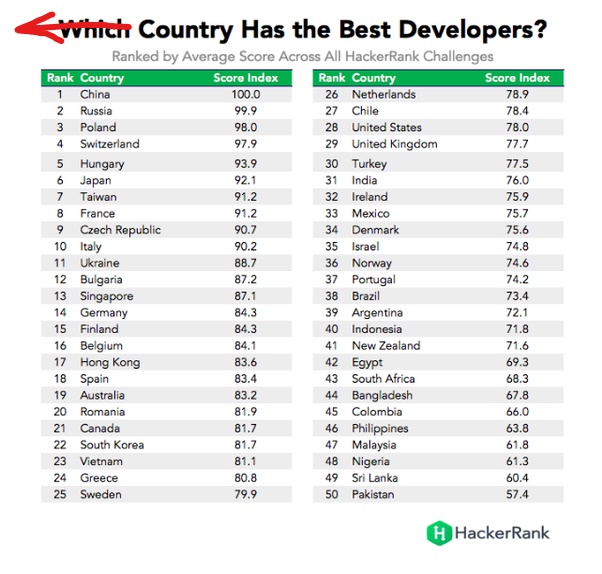 Which Country Has the Best Developers?
Ranked by Average Score Across All HackerRank Challenges
Rank Country Score Index
1 China 100.0
2 Russia 99.9
3 Poland 98.0
4 Switzerland 97.9
5 Hungary 93.9
6 Japan 92.1
7 Taiwan 91.2
8 France 91.2
9 Czech Republic 90.7
10 Italy 90.2
11 Ukraine 88.7
12 Bulgaria 87.2
13 Singapore 87.1
14 Germany 84.3
15 Finland 84.3
16 Belgium 84.1
17 Hong Kong 83.6
18 Spain 83.4
19 Australia 83.2
20 Romania 81.9
21 Canada 81.7
22 South Korea 81.7
23 Vietnam 81.1
24 Greece 80.8
25 Sweden 79.9
Rank Country Score Index
26 Netherlands 78.9
27 Chile 78.4
28 United States 78.0
29 United Kingdom 77.7
30 Turkey 77.5
31 India 76.0
32 Ireland 75.9
33 Mexico 75.7
34 Denmark 75.6
35 Israel 74.8
36 Norway 74.6
37 Portugal 74.2
38 Brazil 73.4
39 Argentina 72.1
40 Indonesia 71.8
41 New Zealand 71.6
42 Egypt 69.3
43 South Africa 68.3
44 Bangladesh 67.8
45 Colombia 66.0
46 Philippines 63.8
47 Malaysia 61.8
48 Nigeria 61.3
49 Sri Lanka 60.4
50 Pakistan 57.4
H HackerRank